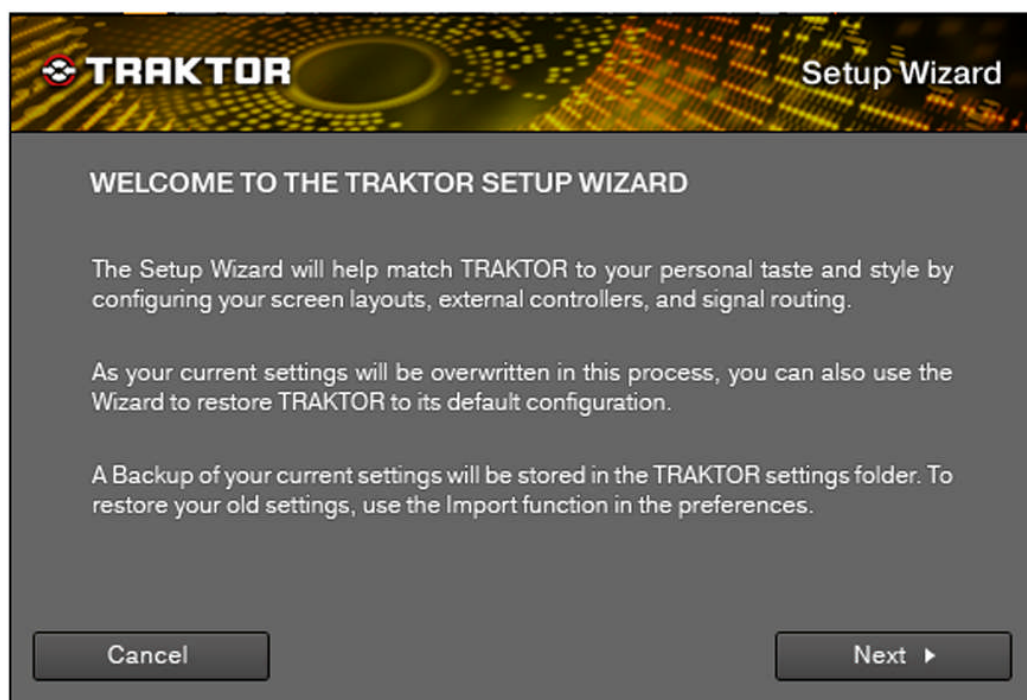 TRAKTOR
Setup Wizard
WELCOME TO THE TRAKTOR SETUP WIZARD
The Setup Wizard will help match TRAKTOR to your personal taste and style by
configuring your screen layouts, external controllers, and signal routing.
As your current settings will be overwritten in this process, you can also use the
Wizard to restore TRAKTOR to its default configuration.
A Backup of your current settings will be stored in the TRAKTOR settings folder. To
restore your old settings, use the Import function in the preferences.
Cancel
Next